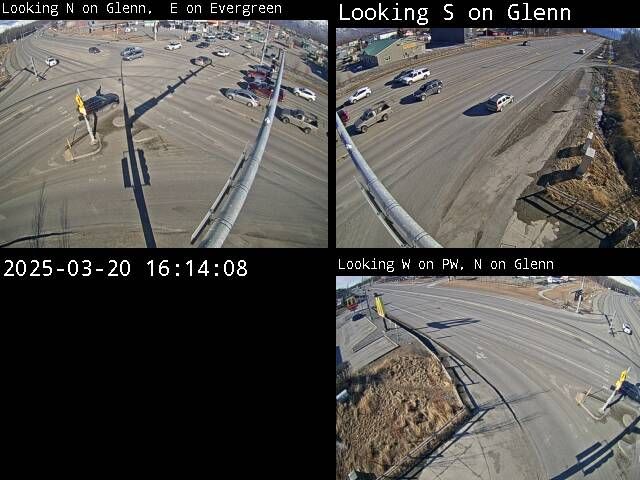 Looking N on Glenn,  E on Evergreen
Looking S on Glenn
2025-03-20 16:14:08
Looking W on PW, N on Glenn